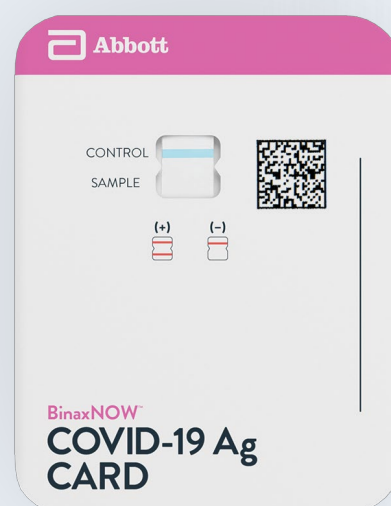 Abbott
CONTROL
SAMPLE
(+) (-)
BinaxNOW™
COVID-19 Ag
CARD